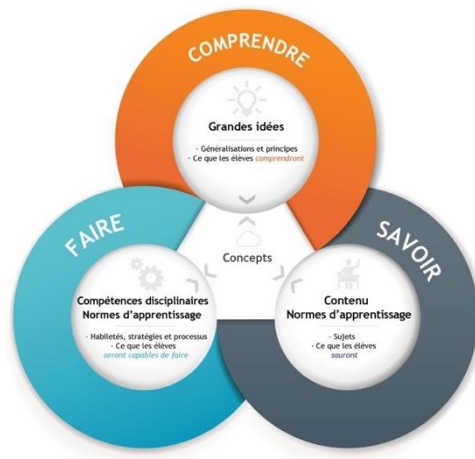 COMPRENDRE
Grandes idées
- Généralisations et principes
- Ce que les élèves comprendront
Concepts
FAIRE
Compétences disciplinaires
Normes d'apprentissage
- Habiletés, stratégies et processus
- Ce que les élèves
seront capables de faire
SAVOIR
Contenu
Normes d'apprentissage
- Sujets
- Ce que les élèves
sauront